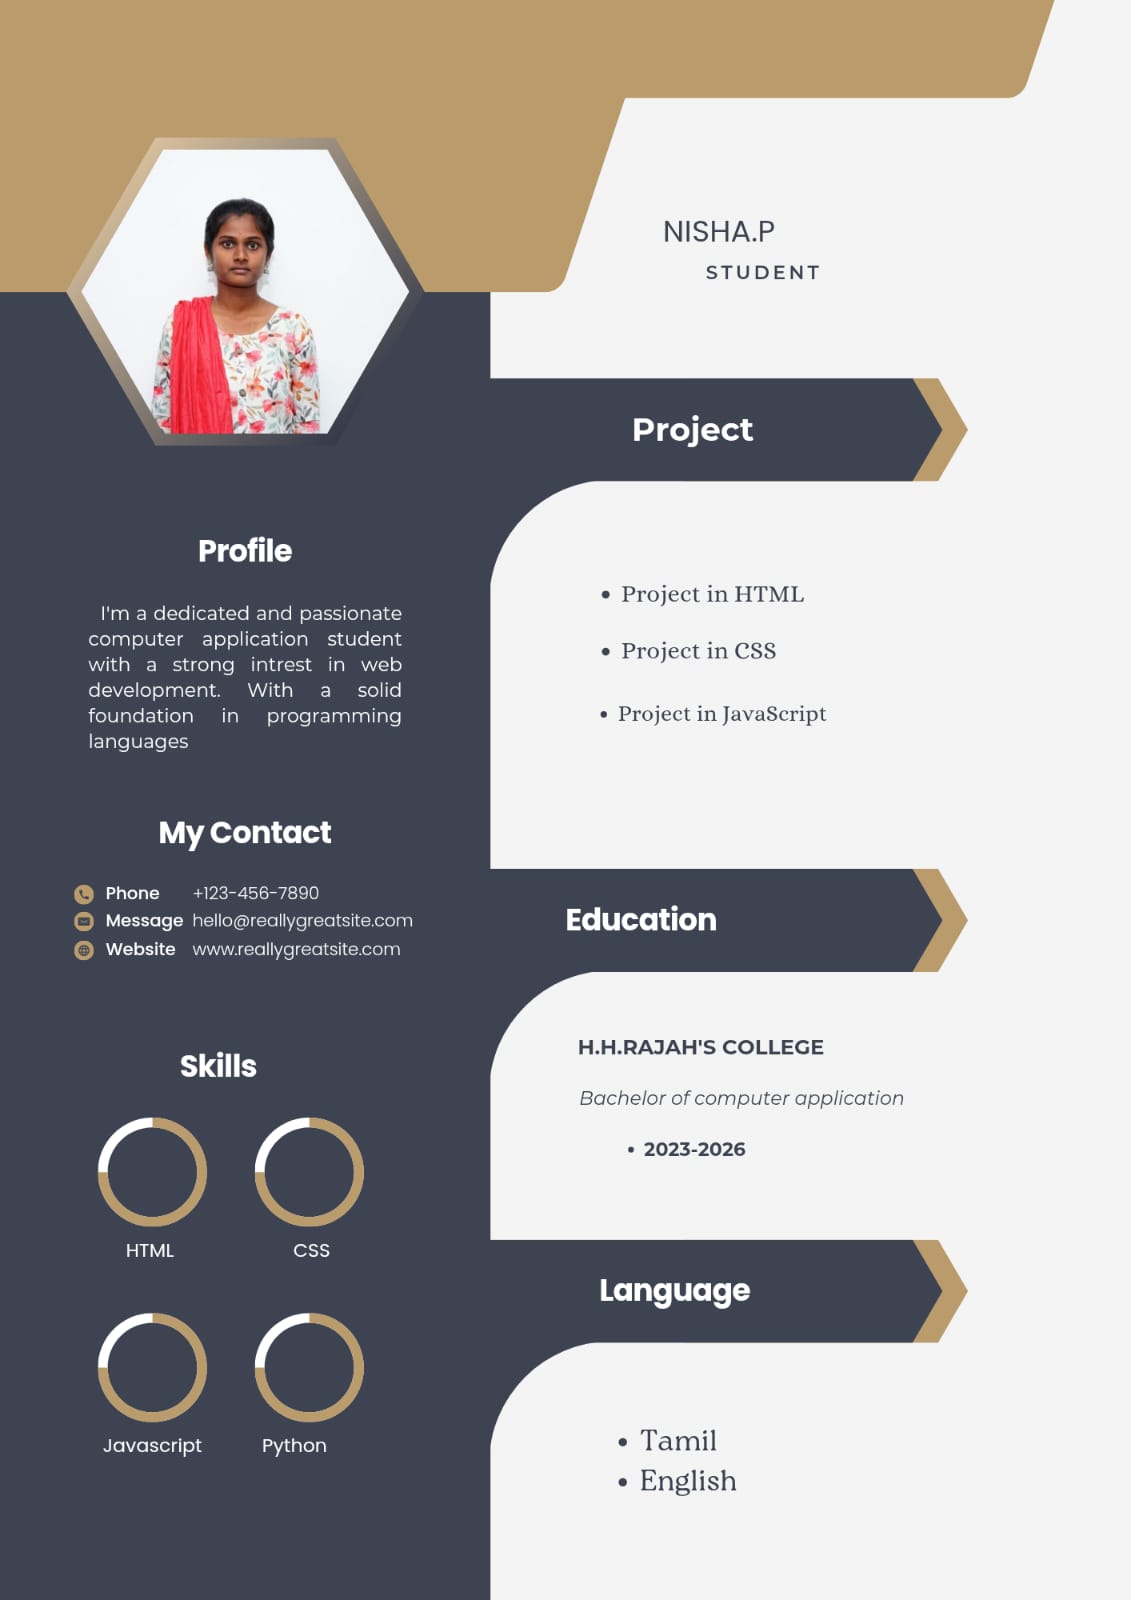 NISHA.P
STUDENT
Profile
I'm a dedicated and passionate
computer application student
with a strong intrest in web
development. With a solid
foundation in programming
languages
My Contact
Phone +123-456-7890
Message hello@reallygreatsite.com
Website www.reallygreatsite.com
Skills
HTML
CSS
Javascript
Python
Project
• Project in HTML
• Project in CSS
• Project in JavaScript
Education
H.H.RAJAH'S COLLEGE
Bachelor of computer application
• 2023-2026
Language
• Tamil
• English